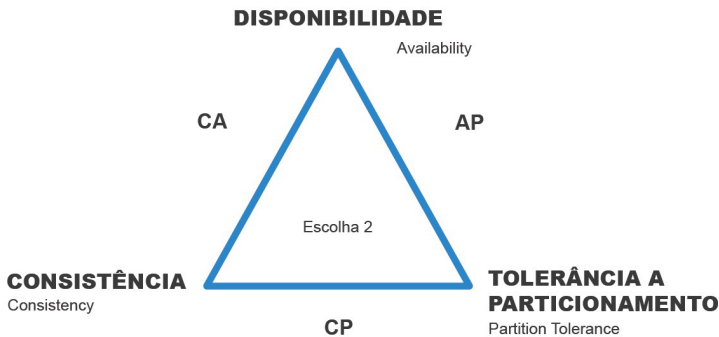 DISPONIBILIDADE
Availability
CA
AP
Escolha 2
CONSISTÊNCIA
Consistency
TOLERÂNCIA A
PARTICIONAMENTO
Partition Tolerance
CP